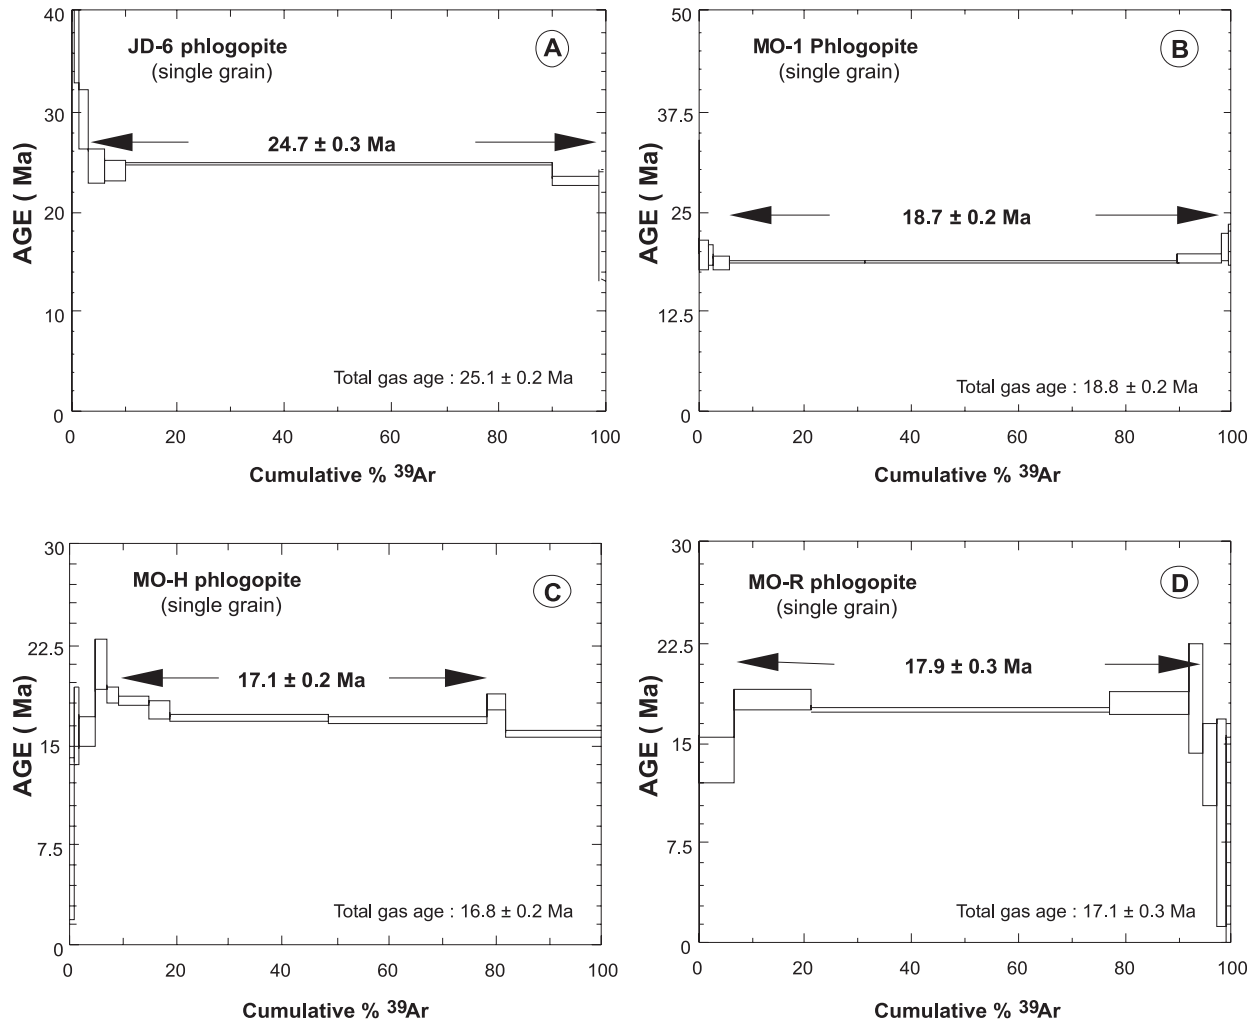 40
JD-6 phlogopite
(single grain)
A
30
24.7 ± 0.3 Ma
AGE ( Ma)
20
10
Total gas age : 25.1 ± 0.2 Ma
0
0 20 40 60 80 100
Cumulative % ³⁹Ar
50
MO-1 Phlogopite
(single grain)
B
37.5
AGE ( Ma)
25
18.7 ± 0.2 Ma
12.5
Total gas age : 18.8 ± 0.2 Ma
0
0 20 40 60 80 100
Cumulative % ³⁹Ar
30
MO-H phlogopite
(single grain)
C
22.5
17.1 ± 0.2 Ma
AGE ( Ma)
15
7.5
Total gas age : 16.8 ± 0.2 Ma
0
0 20 40 60 80 100
Cumulative % ³⁹Ar
30
MO-R phlogopite
(single grain)
D
22.5
17.9 ± 0.3 Ma
AGE ( Ma)
15
7.5
Total gas age : 17.1 ± 0.3 Ma
0
0 20 40 60 80 100
Cumulative % ³⁹Ar